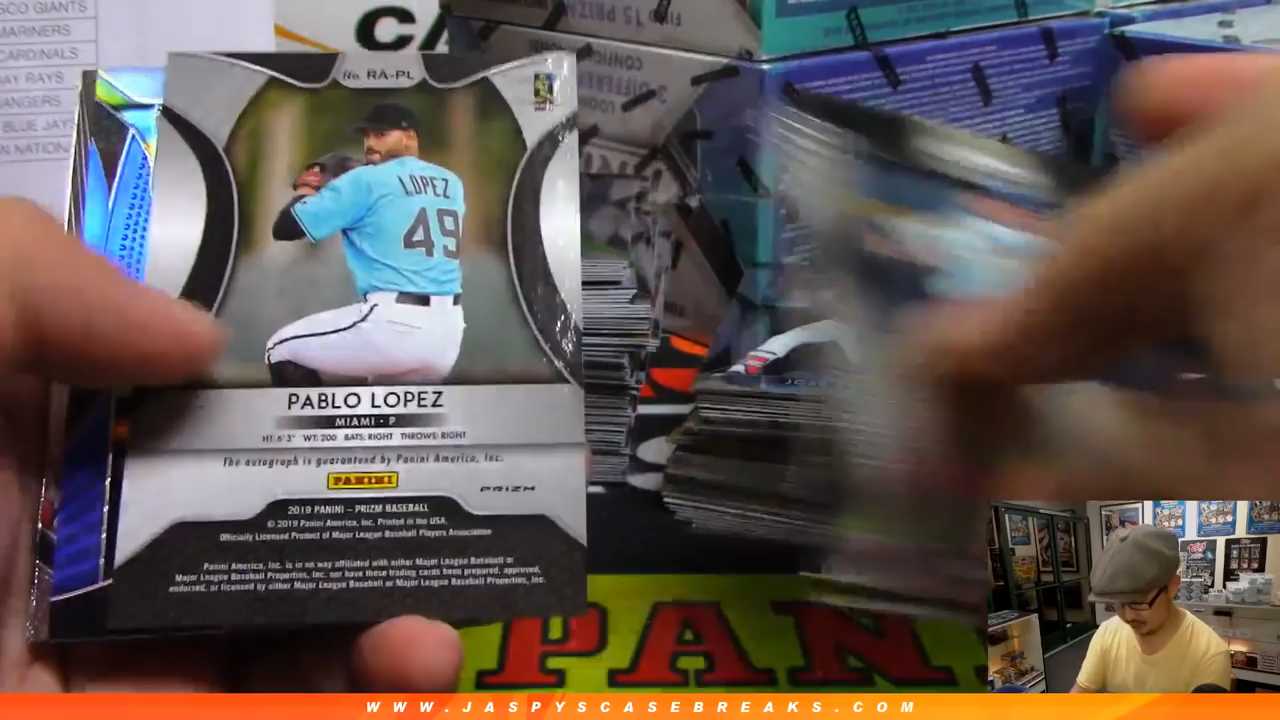 SCO GIANTS
MARINERS
CARDINALS
AY RAYS
ANGERS
BLUE JAY
N NATION
No. RA-PL
LOPEZ
49
PABLO LOPEZ
MIAMI • P
HT: 6'3" WT: 200 BATS: RIGHT THROWS: RIGHT
The autograph is guaranteed by Panini America, Inc.
PANINI
PRIZM
2019 PANINI – PRIZM BASEBALL
© 2019 Panini America, Inc. Printed in the USA.
Officially Licensed Product of Major League Baseball Players Association
Panini America, Inc. is in no way affiliated with either Major League Baseball or
Major League Baseball Properties, Inc. nor have these trading cards been prepared, approved,
endorsed, or licensed by either Major League Baseball or Major League Baseball Properties, Inc.
PAN
WWW.JASPYSCASEBREAKS.COM